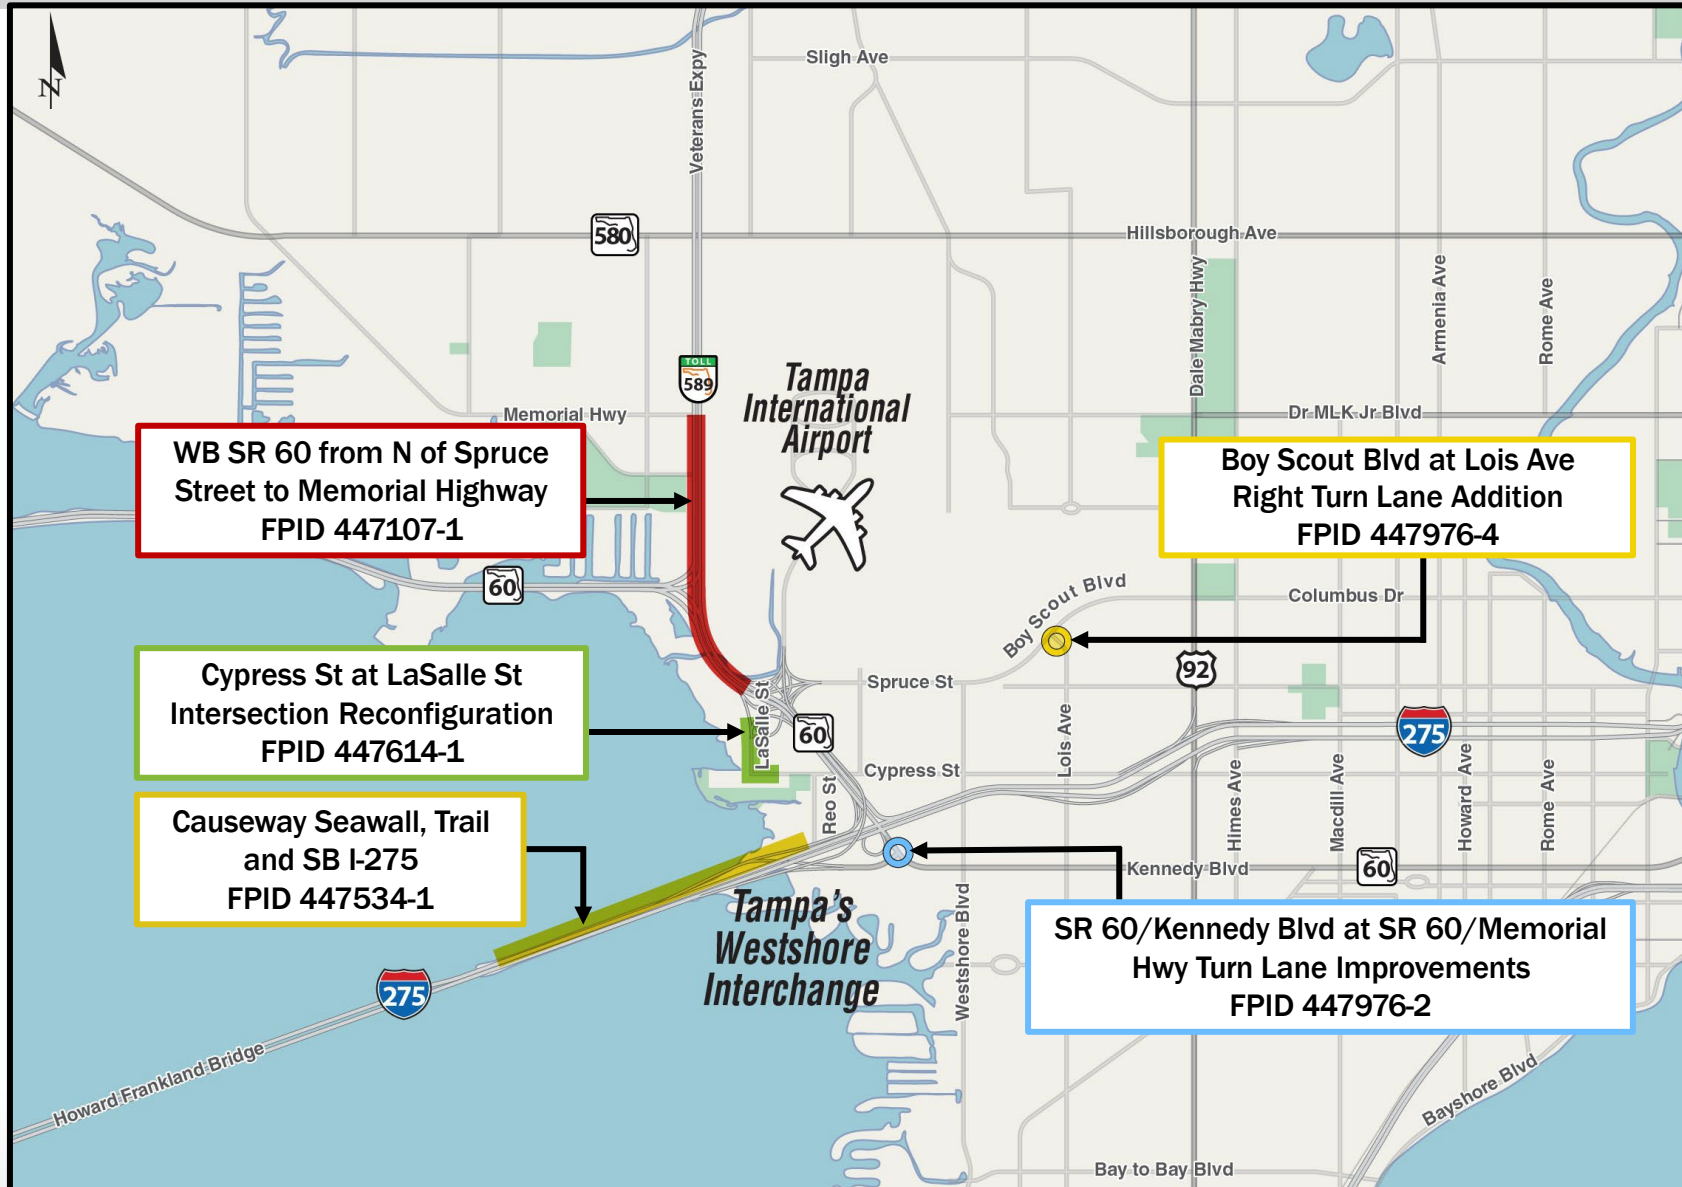 N
Sligh Ave
Veterans Expy
580
Hillsborough Ave
Dale Mabry Hwy
Armenia Ave
Rome Ave
TOLL
589
Tampa
International
Airport
Memorial Hwy
Dr MLK Jr Blvd
WB SR 60 from N of Spruce
Street to Memorial Highway
FPID 447107-1
Boy Scout Blvd at Lois Ave
Right Turn Lane Addition
FPID 447976-4
60
Boy Scout Blvd
Columbus Dr
92
Cypress St at LaSalle St
Intersection Reconfiguration
FPID 447614-1
LaSalle St
Spruce St
60
Lois Ave
275
Cypress St
Reo St
Himes Ave
Macdill Ave
Howard Ave
Rome Ave
Causeway Seawall, Trail
and SB I-275
FPID 447534-1
Kennedy Blvd
60
Tampa's
Westshore
Interchange
Westshore Blvd
SR 60/Kennedy Blvd at SR 60/Memorial
Hwy Turn Lane Improvements
FPID 447976-2
275
Howard Frankland Bridge
Bayshore Blvd
Bay to Bay Blvd